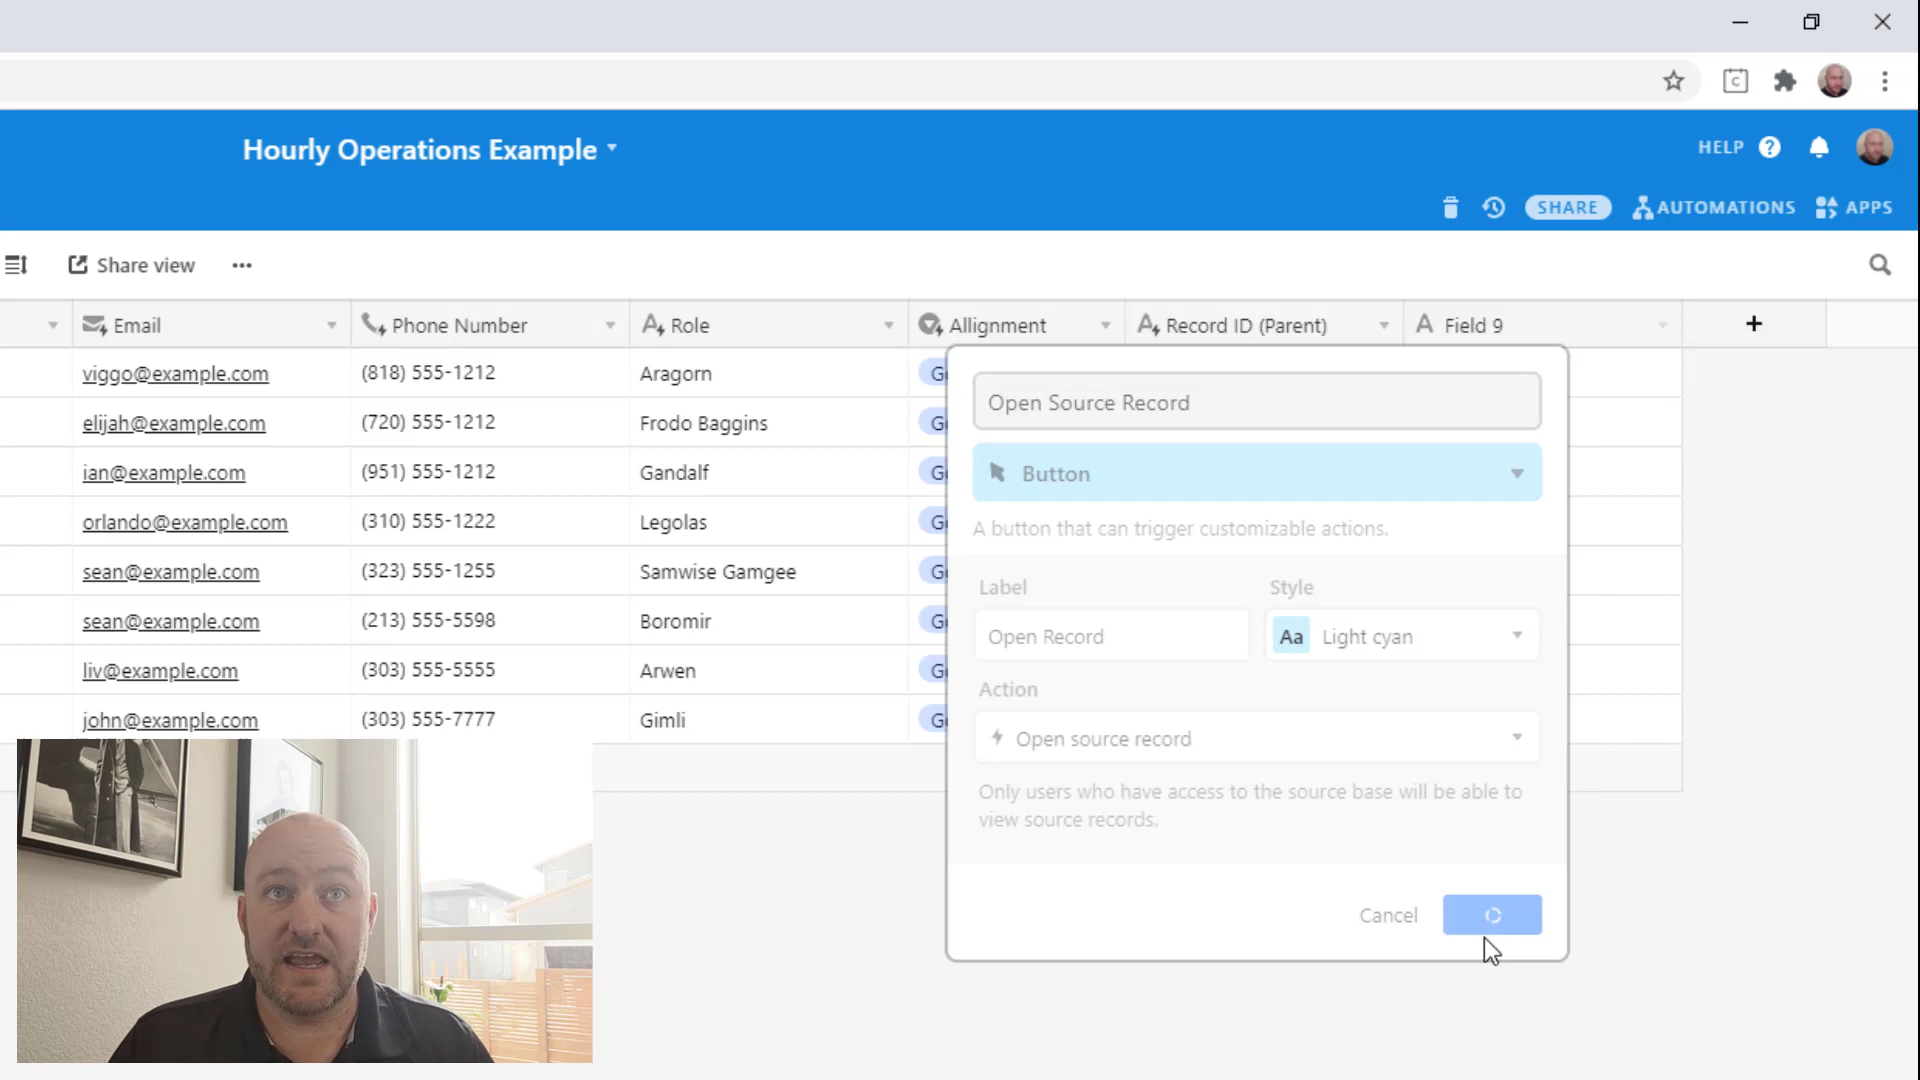 Hourly Operations Example
HELP
SHARE
AUTOMATIONS
APPS
Share view
Email
Phone Number
Role
Allignment
Record ID (Parent)
Field 9
viggo@example.com
(818) 555-1212
Aragorn
elijah@example.com
(720) 555-1212
Frodo Baggins
ian@example.com
(951) 555-1212
Gandalf
orlando@example.com
(310) 555-1222
Legolas
sean@example.com
(323) 555-1255
Samwise Gamgee
sean@example.com
(213) 555-5598
Boromir
liv@example.com
(303) 555-5555
Arwen
john@example.com
(303) 555-7777
Gimli
Open Source Record
Button
A button that can trigger customizable actions.
Label
Style
Open Record
Aa Light cyan
Action
Open source record
Only users who have access to the source base will be able to
view source records.
Cancel